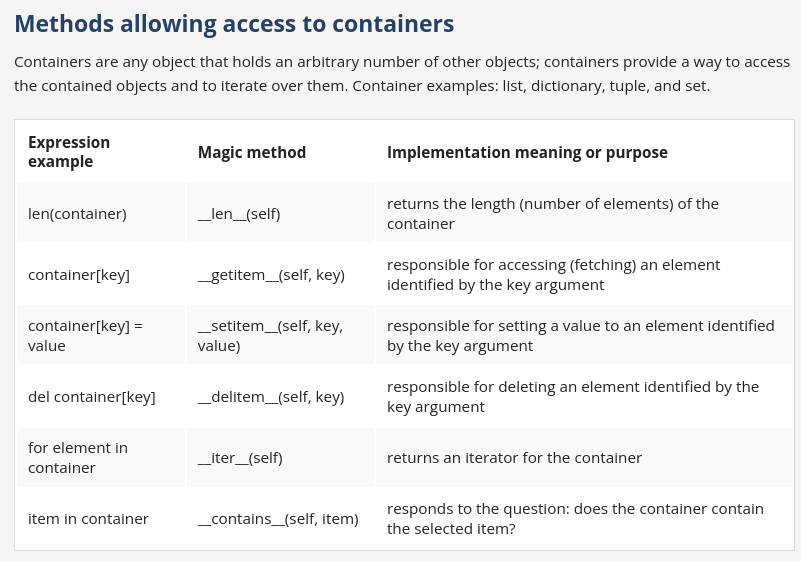 Methods allowing access to containers
Containers are any object that holds an arbitrary number of other objects; containers provide a way to access
the contained objects and to iterate over them. Container examples: list, dictionary, tuple, and set.
Expression
example
Magic method
Implementation meaning or purpose
len(container)
__len__(self)
returns the length (number of elements) of the
container
container[key]
__getitem__(self, key)
responsible for accessing (fetching) an element
identified by the key argument
container[key] =
value
__setitem__(self, key,
value)
responsible for setting a value to an element identified
by the key argument
del container[key]
__delitem__(self, key)
responsible for deleting an element identified by the
key argument
for element in
container
__iter__(self)
returns an iterator for the container
item in container
__contains__(self, item)
responds to the question: does the container contain
the selected item?